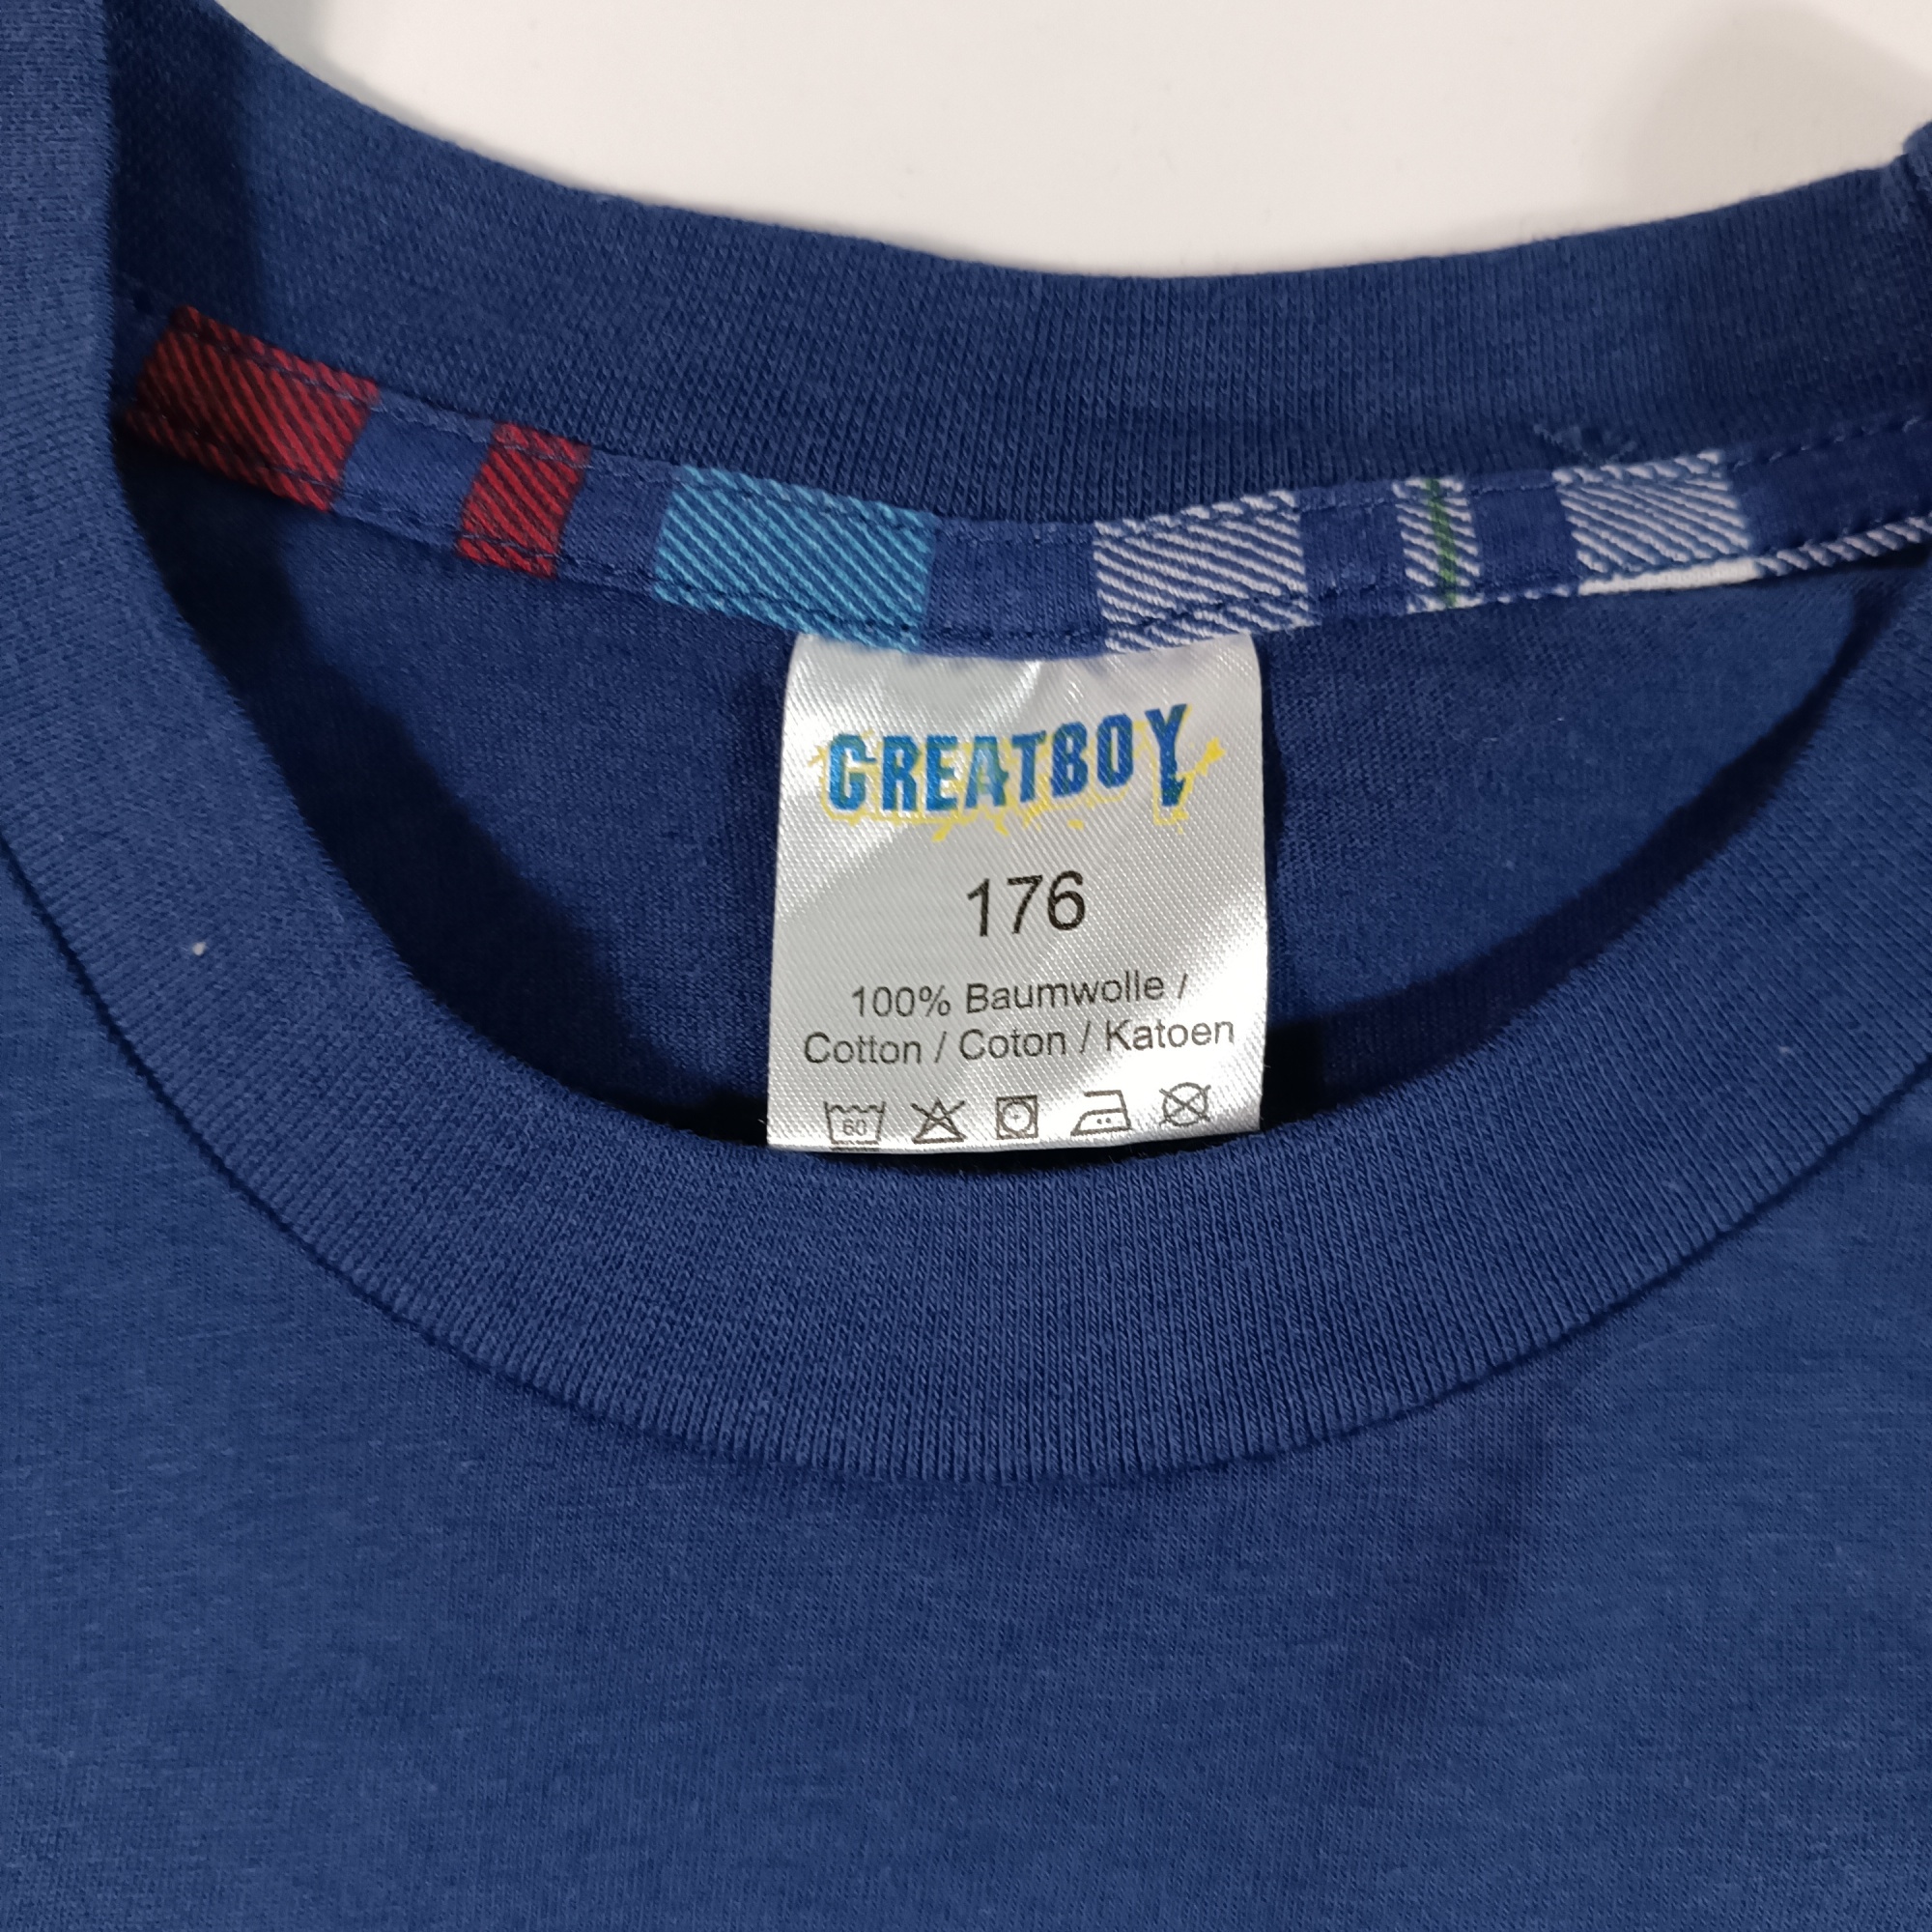 GREATBOY
176
100% Baumwolle /
Cotton / Coton / Katoen
60